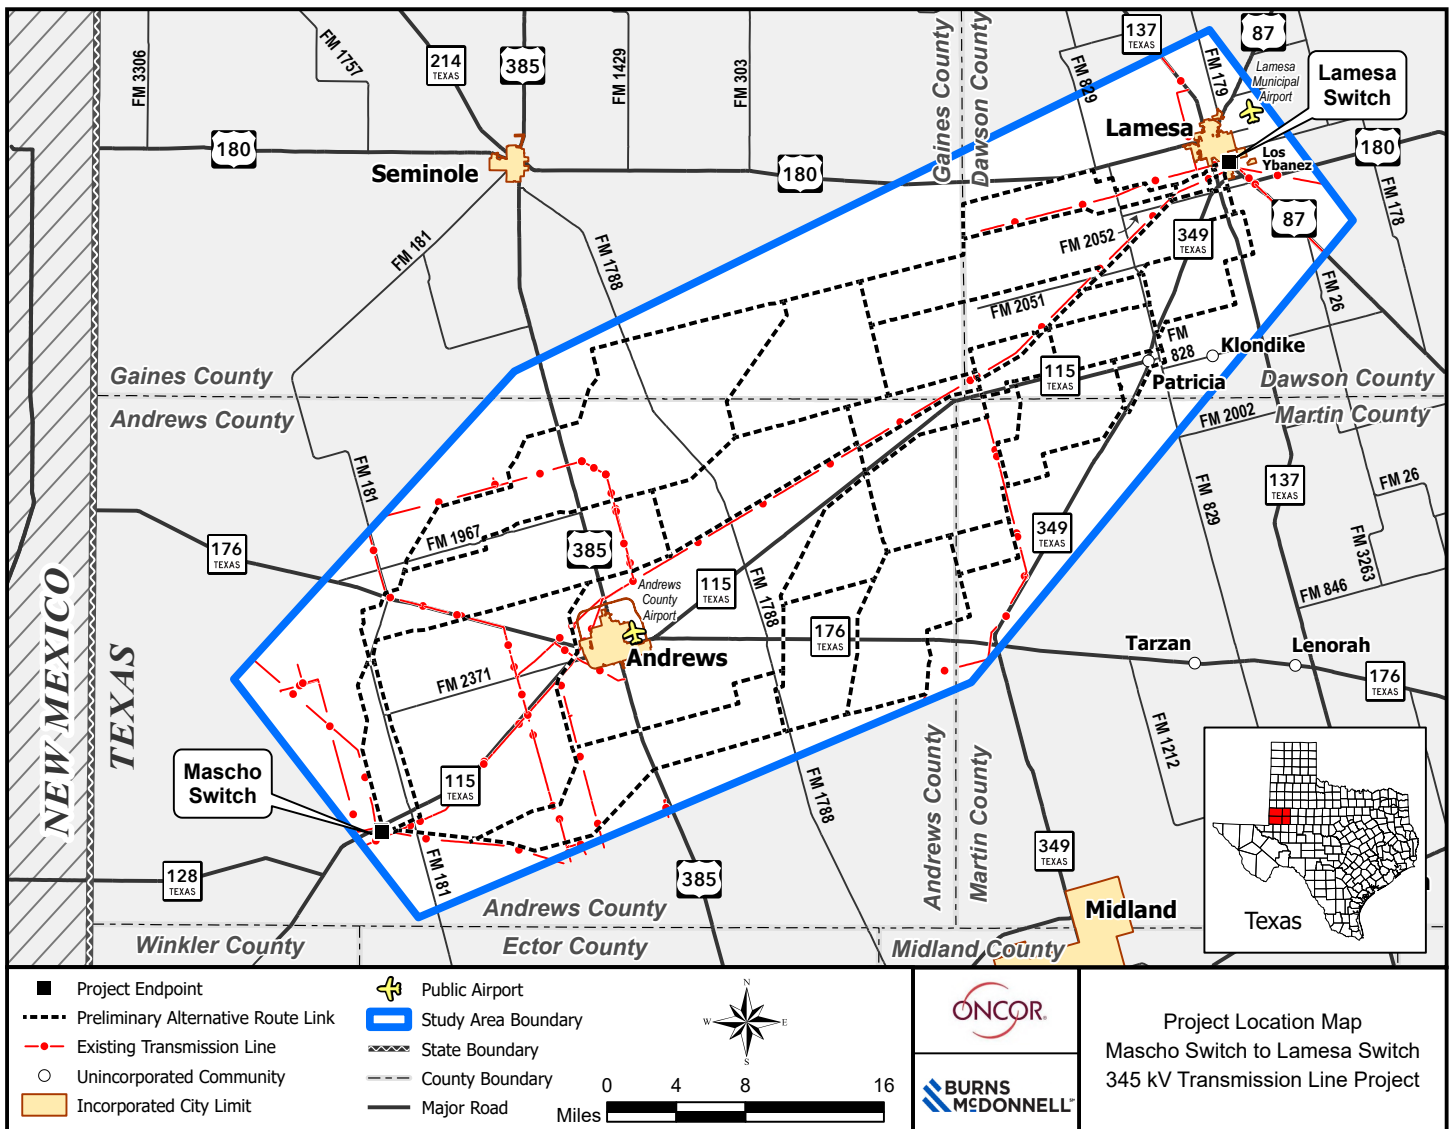 137
TEXAS
87
Lamesa
Municipal
Airport
Lamesa
Switch
FM 3306
FM 1757
214
TEXAS
385
FM 1429
FM 303
Gaines County
Dawson County
FM 829
FM 179
180
Seminole
180
Lamesa
Los
Ybanez
180
FM 178
87
FM 181
FM 1788
FM 2052
349
TEXAS
FM 2051
FM 26
FM
828
Klondike
115
TEXAS
Patricia
Gaines County
Andrews County
Dawson County
Martin County
FM 2002
FM 181
137
TEXAS
FM 26
FM 829
FM 1967
385
349
TEXAS
FM 3263
176
TEXAS
Andrews
County
Airport
115
TEXAS
FM 1788
FM 846
NEW MEXICO
TEXAS
176
TEXAS
Andrews
Tarzan
Lenorah
FM 2371
176
TEXAS
FM 1212
Mascho
Switch
115
TEXAS
FM 1788
Andrews County
Martin County
128
TEXAS
FM 181
385
349
TEXAS
Andrews County
Midland
Winkler County
Ector County
Midland County
Texas
Project Endpoint
Preliminary Alternative Route Link
Existing Transmission Line
Unincorporated Community
Incorporated City Limit
Public Airport
Study Area Boundary
State Boundary
County Boundary
Major Road
N
W E
S
0 4 8 16
Miles
ONCOR
BURNS
McDONNELL
Project Location Map
Mascho Switch to Lamesa Switch
345 kV Transmission Line Project